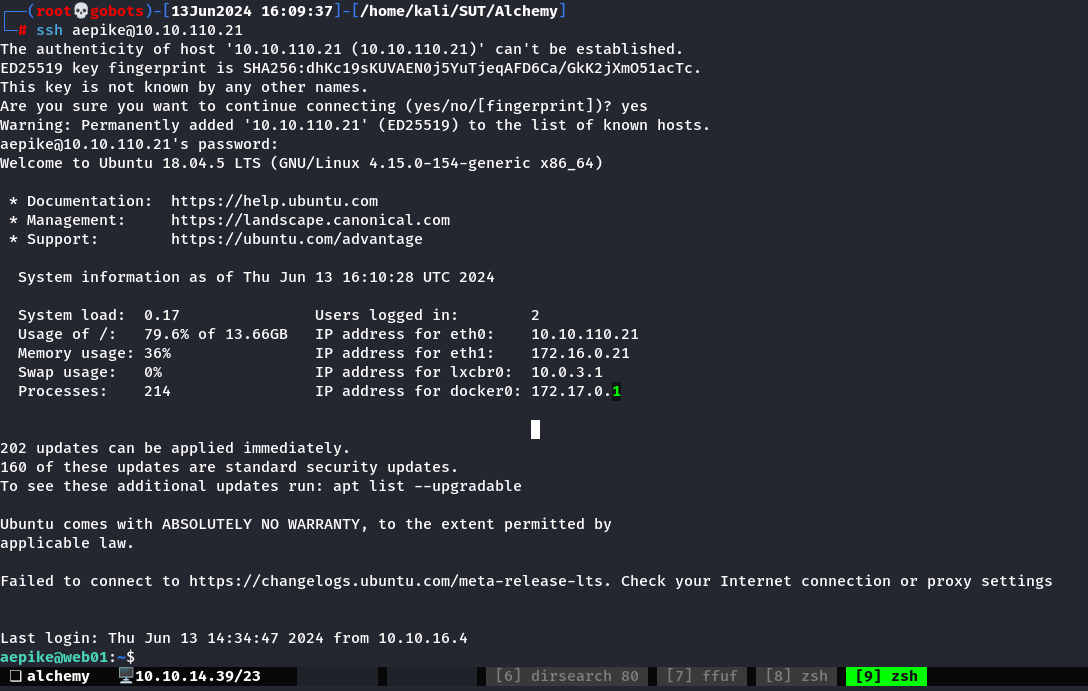 (root💀gobots)-[13Jun2024 16:09:37]-[/home/kali/SUT/Alchemy]
# ssh aepike@10.10.110.21
The authenticity of host '10.10.110.21 (10.10.110.21)' can't be established.
ED25519 key fingerprint is SHA256:dhKc19sKUVAEN0j5YuTjeqAFD6Ca/GkK2jXmO51acTc.
This key is not known by any other names.
Are you sure you want to continue connecting (yes/no/[fingerprint])? yes
Warning: Permanently added '10.10.110.21' (ED25519) to the list of known hosts.
aepike@10.10.110.21's password:
Welcome to Ubuntu 18.04.5 LTS (GNU/Linux 4.15.0-154-generic x86_64)

 * Documentation:  https://help.ubuntu.com
 * Management:     https://landscape.canonical.com
 * Support:        https://ubuntu.com/advantage

  System information as of Thu Jun 13 16:10:28 UTC 2024

  System load:  0.17               Users logged in:        2
  Usage of /:   79.6% of 13.66GB   IP address for eth0:    10.10.110.21
  Memory usage: 36%                IP address for eth1:    172.16.0.21
  Swap usage:   0%                 IP address for lxcbr0:  10.0.3.1
  Processes:    214                IP address for docker0: 172.17.0.1

202 updates can be applied immediately.
160 of these updates are standard security updates.
To see these additional updates run: apt list --upgradable

Ubuntu comes with ABSOLUTELY NO WARRANTY, to the extent permitted by
applicable law.

Failed to connect to https://changelogs.ubuntu.com/meta-release-lts. Check your Internet connection or proxy settings

Last login: Thu Jun 13 14:34:47 2024 from 10.10.16.4
aepike@web01:~$
❏ alchemy 🖥️10.10.14.39/23 [6] dirsearch 80 [7] ffuf [8] zsh [9] zsh